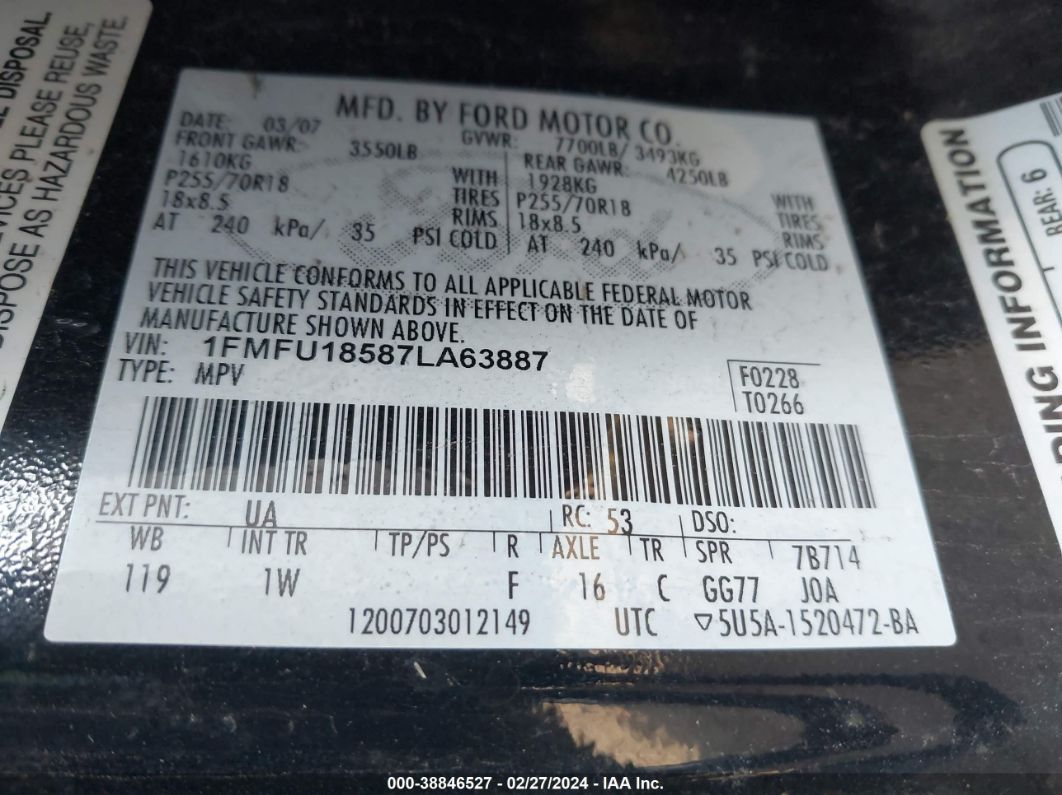 EL DISPOSAL
VICES PLEASE REUSE,
DISPOSE AS HAZARDOUS WASTE.
MFD. BY FORD MOTOR CO.
DATE: 03/07 GVWR: 7700LB/ 3493KG
FRONT GAWR: 3550LB REAR GAWR: 4250LB
1610KG WITH 1928KG WITH
P255/70R18 TIRES P255/70R18 TIRES
18x8.5 RIMS 18x8.5 RIMS
AT 240 kPa/ 35 PSI COLD AT 240 kPa/ 35 PSI COLD
THIS VEHICLE CONFORMS TO ALL APPLICABLE FEDERAL MOTOR
VEHICLE SAFETY STANDARDS IN EFFECT ON THE DATE OF
MANUFACTURE SHOWN ABOVE.
VIN: 1FMFU18587LA63887
TYPE: MPV
F0228
T0266
EXT PNT: UA RC: 53 DSO:
WB INT TR TP/PS R AXLE TR SPR 7B714
119 1W F 16 C GG77 JOA
1200703012149 UTC ▽5U5A-1520472-BA
DING INFORMATION
REAR: 6
000-38846527 - 02/27/2024 - IAA Inc.